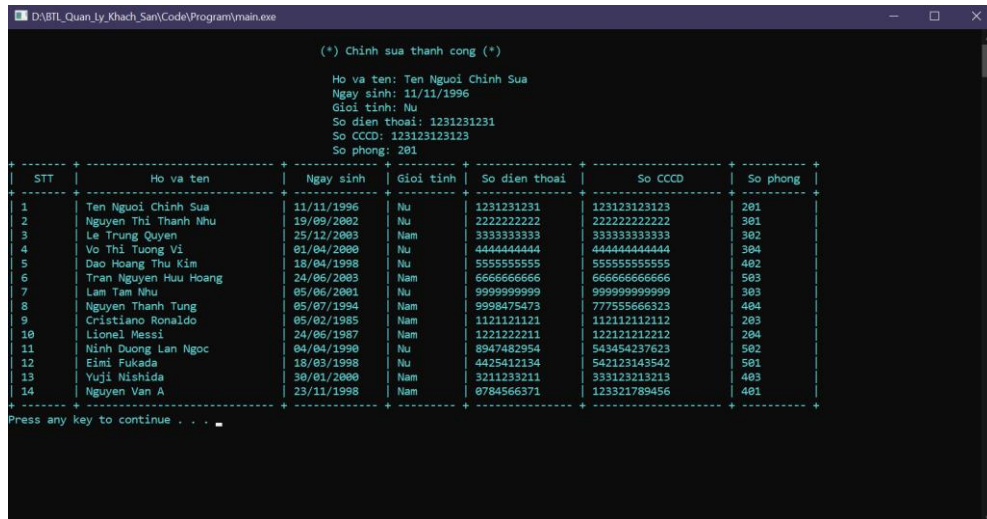 D:\BTL_Quan_Ly_Khach_San\Code\Program\main.exe
(*) Chinh sua thanh cong (*)
Ho va ten: Ten Nguoi Chinh Sua
Ngay sinh: 11/11/1996
Gioi tinh: Nu
So dien thoai: 1231231231
So CCCD: 123123123123
So phong: 201
STT | Ho va ten | Ngay sinh | Gioi tinh | So dien thoai | So CCCD | So phong
1 | Ten Nguoi Chinh Sua | 11/11/1996 | Nu | 1231231231 | 123123123123 | 201
2 | Nguyen Thi Thanh Nhu | 19/09/2002 | Nu | 2222222222 | 222222222222 | 301
3 | Le Trung Quyen | 25/12/2003 | Nam | 3333333333 | 333333333333 | 302
4 | Vo Thi Tuong Vi | 01/04/2000 | Nu | 4444444444 | 444444444444 | 304
5 | Dao Hoang Thu Kim | 18/04/1998 | Nu | 5555555555 | 555555555555 | 402
6 | Tran Nguyen Huu Hoang | 24/06/2003 | Nam | 6666666666 | 666666666666 | 503
7 | Lam Tam Nhu | 05/06/2001 | Nu | 9999999999 | 999999999999 | 303
8 | Nguyen Thanh Tung | 05/07/1994 | Nam | 9998475473 | 777555666323 | 404
9 | Cristiano Ronaldo | 05/02/1985 | Nam | 1121121121 | 112112112112 | 203
10 | Lionel Messi | 24/06/1987 | Nam | 1221222211 | 122121212212 | 204
11 | Ninh Duong Lan Ngoc | 04/04/1990 | Nu | 8947482954 | 543454237623 | 502
12 | Eimi Fukada | 18/03/1998 | Nu | 4425412134 | 542123143542 | 501
13 | Yuji Nishida | 30/01/2000 | Nam | 3211233211 | 333123213213 | 403
14 | Nguyen Van A | 23/11/1998 | Nam | 0784566371 | 123321789456 | 401
Press any key to continue . . .